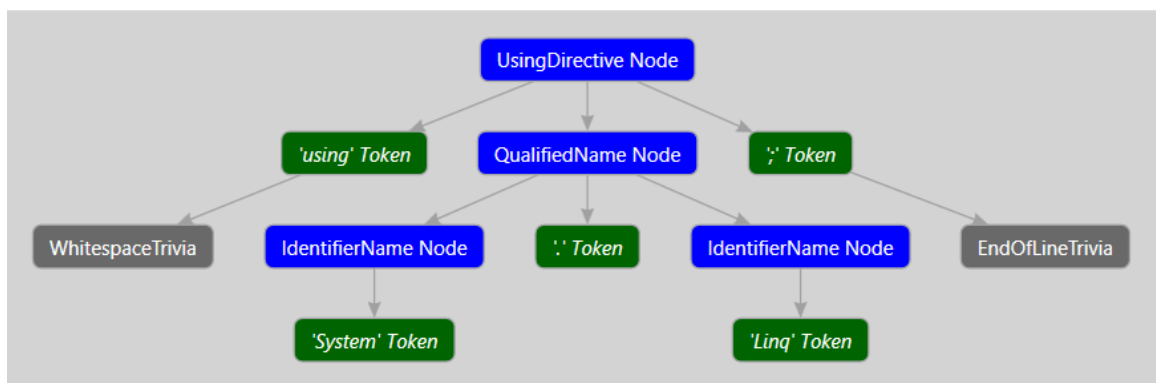 UsingDirective Node
'using' Token
QualifiedName Node
';' Token
WhitespaceTrivia
IdentifierName Node
'.' Token
IdentifierName Node
EndOfLineTrivia
'System' Token
'Linq' Token